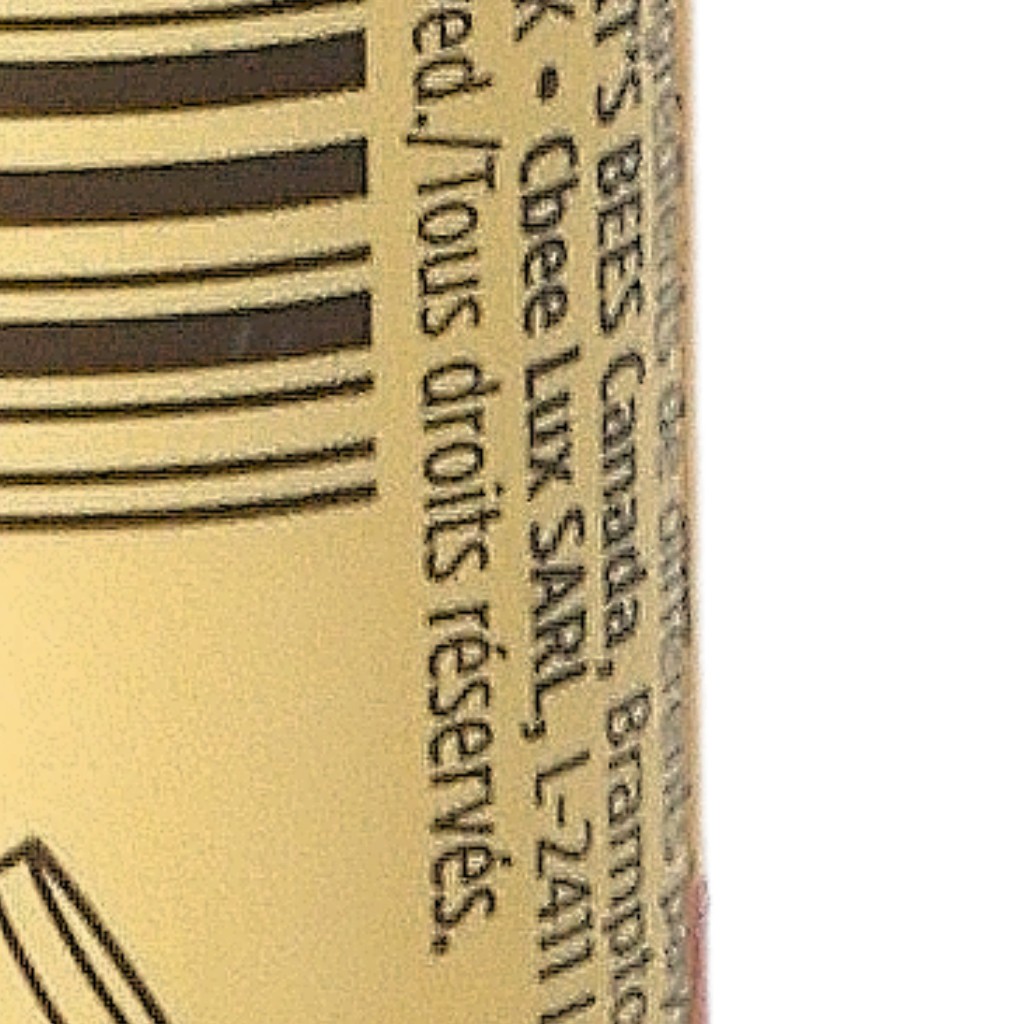 T'S BEES Canada, Brampto
K • Cbee Lux SARL, L-2411
ed./Tous droits réservés.